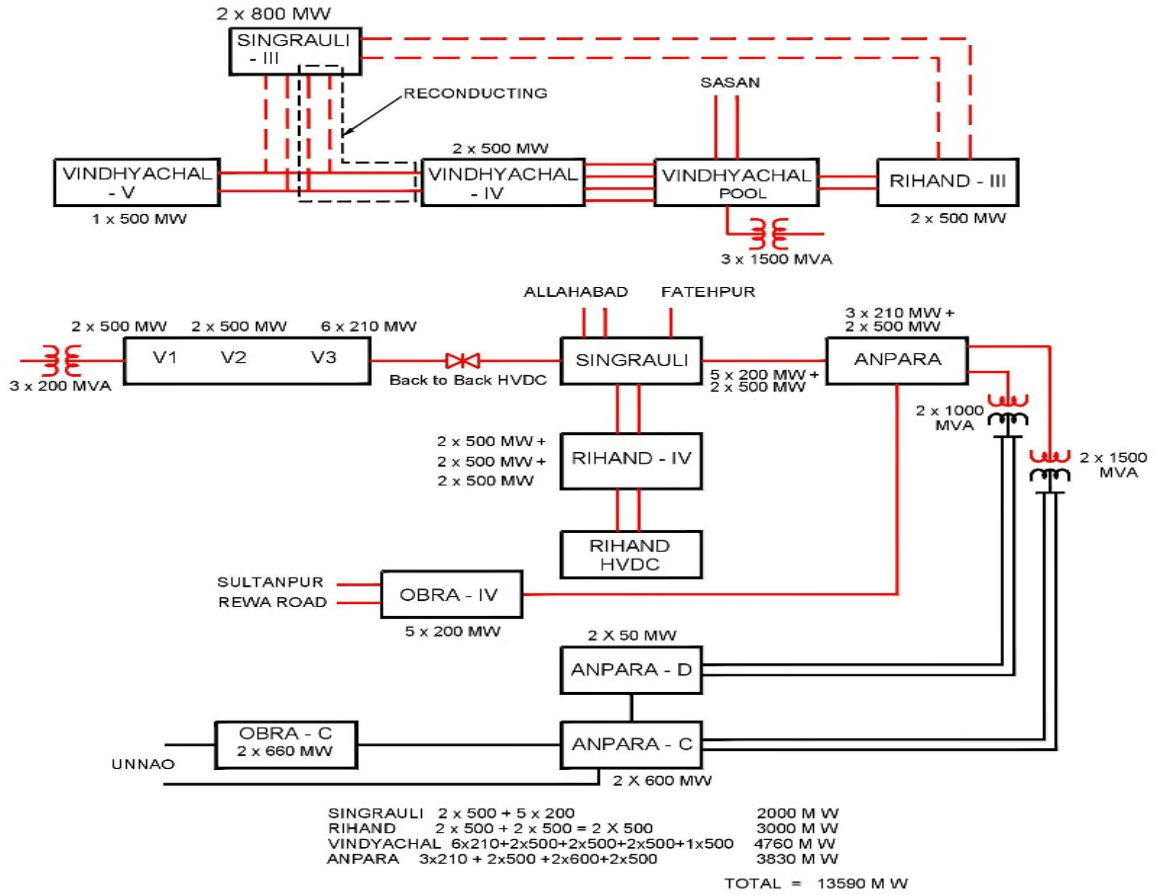 2 x 800 MW
SINGRAULI
- III
RECONDUCTING
SASAN
2 x 500 MW
VINDHYACHAL
- V
VINDHYACHAL
- IV
VINDHYACHAL
POOL
RIHAND - III
1 x 500 MW
2 x 500 MW
3 x 1500 MVA
ALLAHABAD
FATEHPUR
3 x 210 MW +
2 x 500 MW
2 x 500 MW
2 x 500 MW
6 x 210 MW
V1
V2
V3
SINGRAULI
ANPARA
3 x 200 MVA
Back to Back HVDC
5 x 200 MW +
2 x 500 MW
2 x 1000
MVA
2 x 500 MW +
2 x 500 MW +
2 x 500 MW
RIHAND - IV
2 x 1500
MVA
RIHAND
HVDC
SULTANPUR
REWA ROAD
OBRA - IV
5 x 200 MW
2 X 50 MW
ANPARA - D
OBRA - C
2 x 660 MW
ANPARA - C
UNNAO
2 X 600 MW
SINGRAULI 2 x 500 + 5 x 200 2000 M W
RIHAND 2 x 500 + 2 x 500 = 2 X 500 3000 M W
VINDYACHAL 6x210+2x500+2x500+2x500+1x500 4760 M W
ANPARA 3x210 + 2x500 +2x600+2x500 3830 M W
TOTAL = 13590 M W